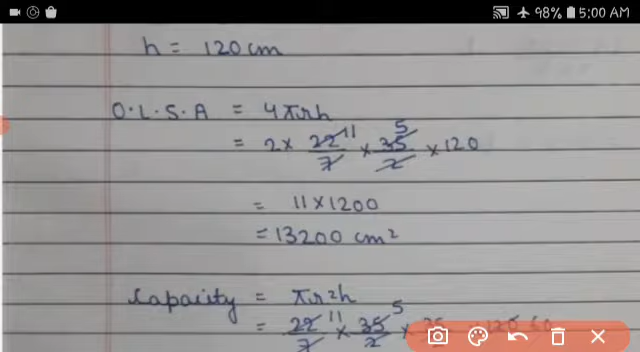 98% 5:00 AM
h = 120 cm
O.L.S.A = 4πrh
= 2 × 22/7 11 × 35/2 5 × 120
= 11 × 1200
= 13200 cm²
Capacity = πr²h
= 22/7 11 × 35/2 5 ×